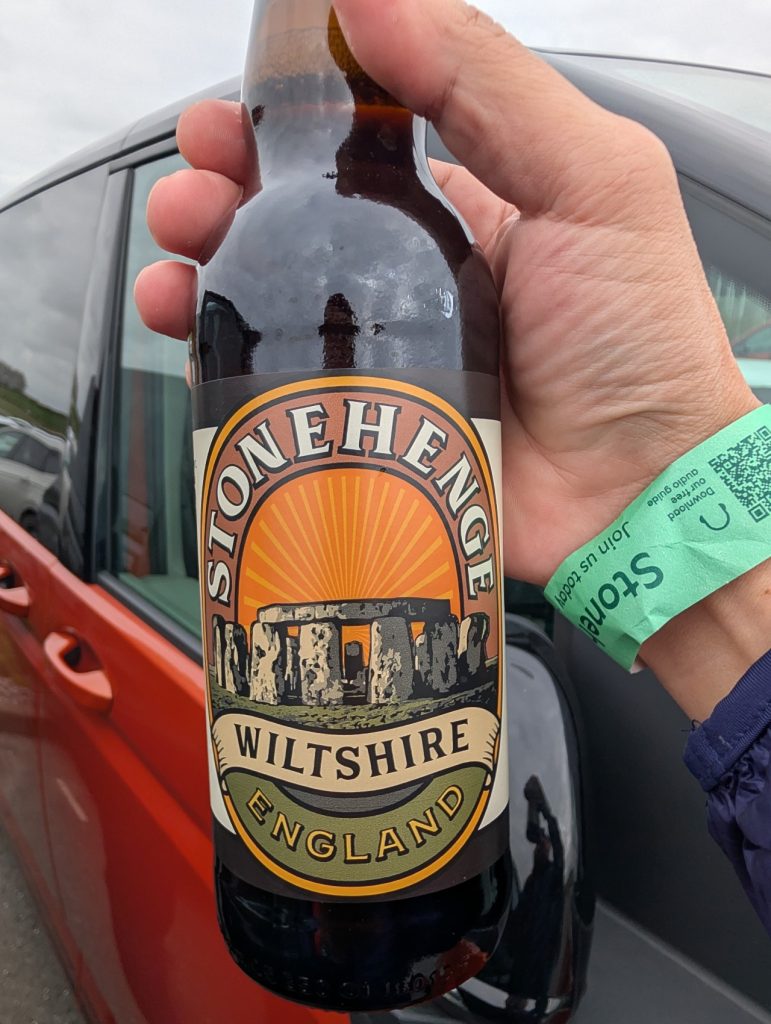 STONEHENGE
WILTSHIRE
ENGLAND
Download
our free
audio guide
Join us today
Stone